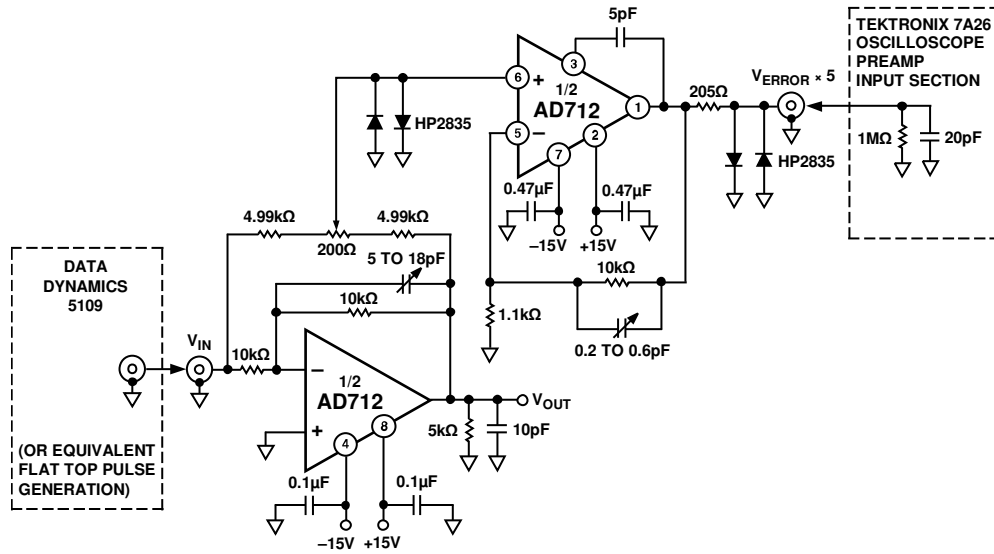 5pF
TEKTRONIX 7A26
OSCILLOSCOPE
PREAMP
INPUT SECTION
3
6
+
1/2
AD712
1
VERROR × 5
205Ω
HP2835
5
–
2
7
1MΩ
20pF
HP2835
0.47µF
0.47µF
–15V
+15V
4.99kΩ
4.99kΩ
200Ω
5 TO 18pF
10kΩ
10kΩ
1.1kΩ
0.2 TO 0.6pF
DATA
DYNAMICS
5109
VIN
10kΩ
–
1/2
AD712
+
4
8
VOUT
5kΩ
10pF
(OR EQUIVALENT
FLAT TOP PULSE
GENERATION)
0.1µF
0.1µF
–15V
+15V